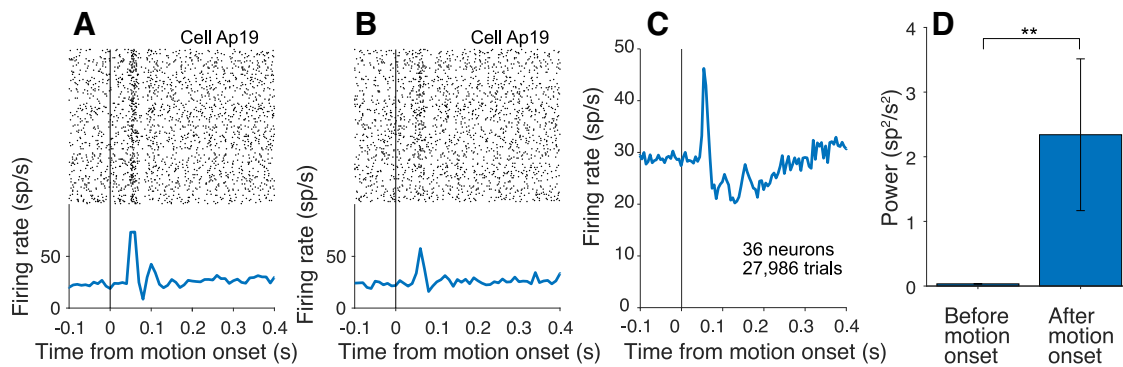 A
Cell Ap19
Firing rate (sp/s)
50
0
-0.1 0 0.1 0.2 0.3 0.4
Time from motion onset (s)
B
Cell Ap19
Firing rate (sp/s)
50
0
-0.1 0 0.1 0.2 0.3 0.4
Time from motion onset (s)
C
Firing rate (sp/s)
50
40
30
20
10
0
36 neurons
27,986 trials
-0.1 0 0.1 0.2 0.3 0.4
Time from motion onset (s)
D
**
Power (sp²/s²)
4
3
2
1
0
Before
motion
onset
After
motion
onset